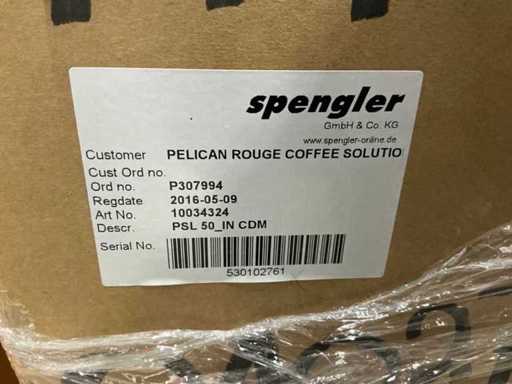 spengler
GmbH & Co. KG
www.spengler-online.de
Customer PELICAN ROUGE COFFEE SOLUTIO
Cust Ord no.
Ord no. P307994
Regdate 2016-05-09
Art No. 10034324
Descr. PSL 50_IN CDM
Serial No.
530102761